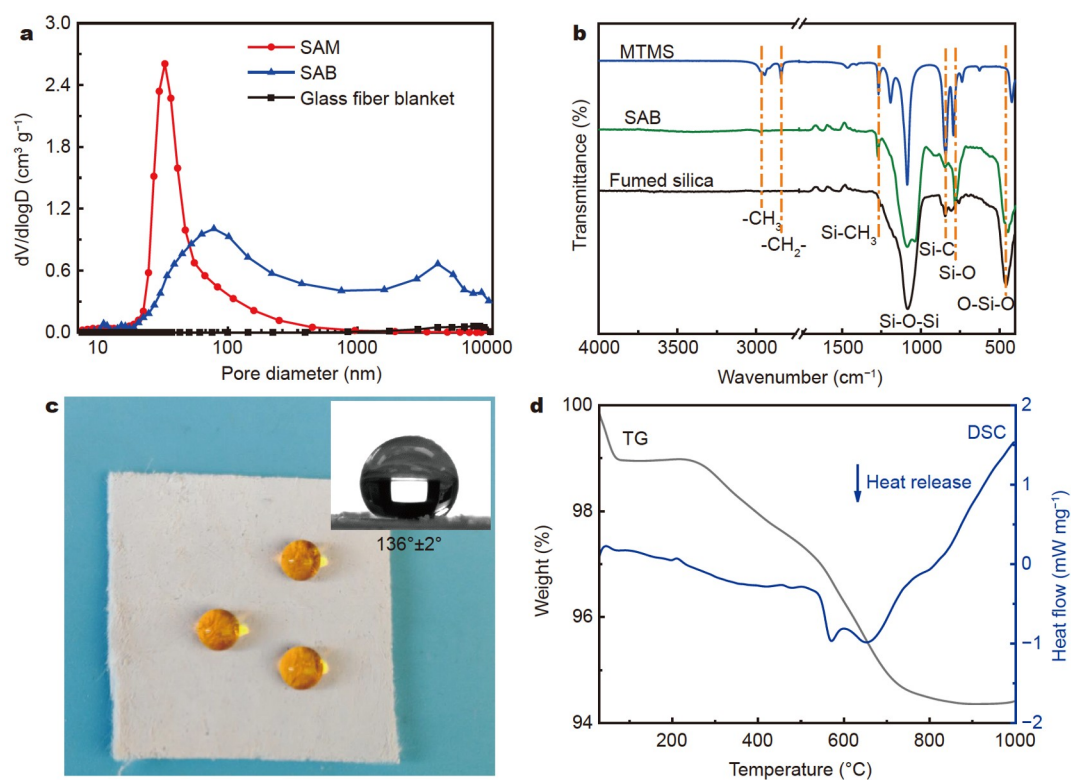 a
3.0
2.4
1.8
1.2
0.6
0.0
dV/dlogD (cm³ g⁻¹)
SAM
SAB
Glass fiber blanket
10
100
1000
10000
Pore diameter (nm)
b
MTMS
SAB
Fumed silica
-CH₃
-CH₂-
Si-CH₃
Si-C
Si-O
O-Si-O
Si-O-Si
Transmittance (%)
4000
3000
2000
1500
1000
500
Wavenumber (cm⁻¹)
c
136°±2°
d
100
98
96
94
Weight (%)
TG
DSC
Heat release
2
1
0
−1
−2
Heat flow (mW mg⁻¹)
200
400
600
800
1000
Temperature (°C)